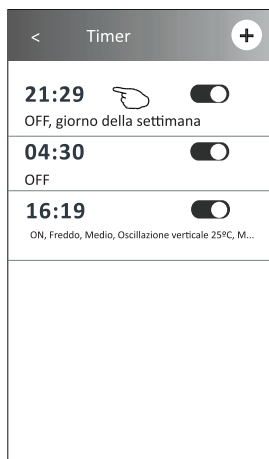 < Timer +
21:29
OFF, giorno della settimana
04:30
OFF
16:19
ON, Freddo, Medio, Oscillazione verticale 25ºC, M...